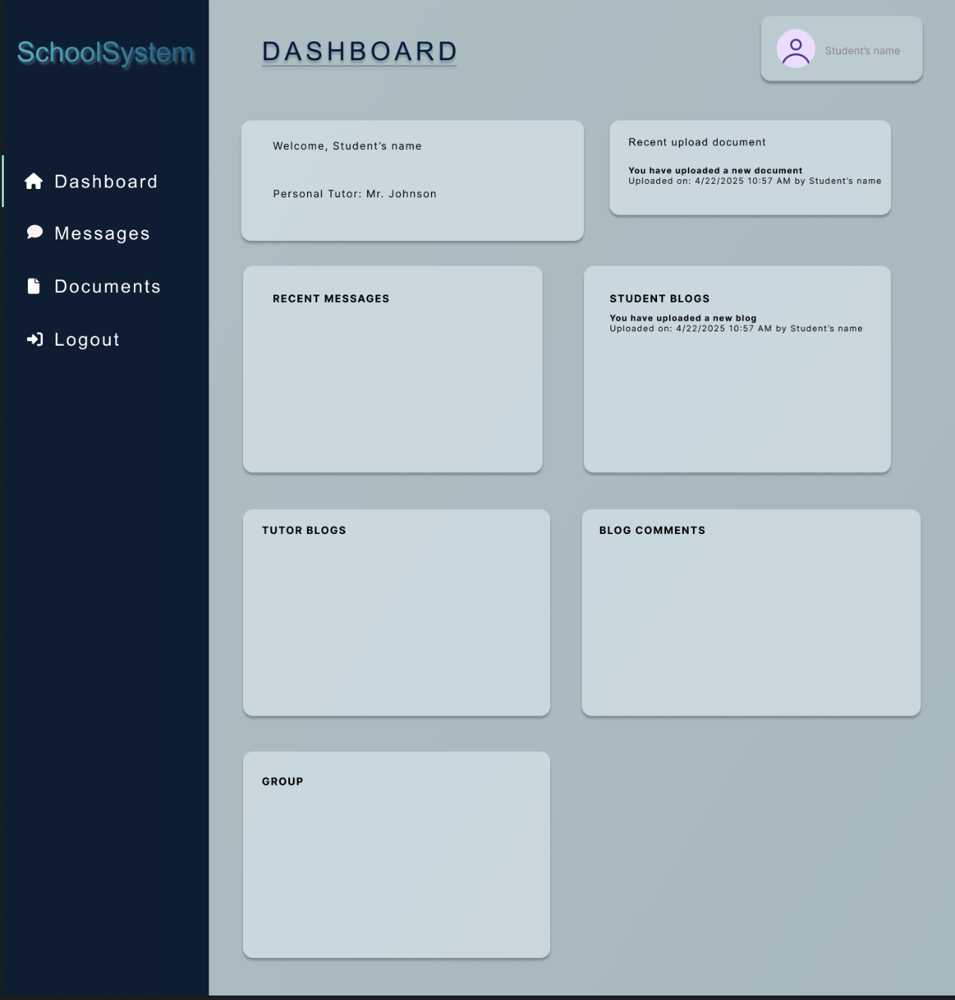 SchoolSystem
DASHBOARD
Student's name
Dashboard
Messages
Documents
Logout
Welcome, Student's name
Personal Tutor: Mr. Johnson
Recent upload document
You have uploaded a new document
Uploaded on: 4/22/2025 10:57 AM by Student's name
RECENT MESSAGES
STUDENT BLOGS
You have uploaded a new blog
Uploaded on: 4/22/2025 10:57 AM by Student's name
TUTOR BLOGS
BLOG COMMENTS
GROUP